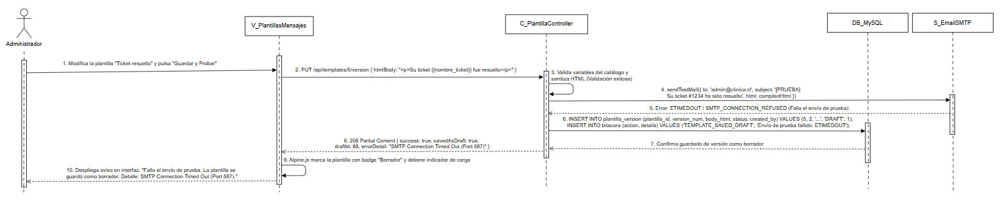 Administrador
V_PlantillasMensajes
C_PlantillaController
DB_MySQL
S_EmailSMTP
1. Modifica la plantilla "Ticket resuelto" y pulsa "Guardar y Probar"
2. PUT /api/templates/5/version { htmlBody: "<p>Su ticket {{nombre_ticket}} fue resuelto</p>" }
3. Valida variables del catálogo y
sanitiza HTML (Validación exitosa)
4. sendTestMail({ to: 'admin@clinica.cl', subject: '[PRUEBA]
Su ticket #1234 ha sido resuelto', html: compiledHtml })
5. Error: ETIMEDOUT / SMTP_CONNECTION_REFUSED (Falla el envío de prueba)
6. INSERT INTO plantilla_version (plantilla_id, version_num, body_html, status, created_by) VALUES (5, 2, '...', 'DRAFT', 1);
INSERT INTO bitacora (action, details) VALUES ('TEMPLATE_SAVED_DRAFT', 'Envío de prueba fallido: ETIMEDOUT');
7. Confirma guardado de versión como borrador
8. 206 Partial Content { success: true, savedAsDraft: true,
draftId: 88, errorDetail: "SMTP Connection Timed Out (Port 587)" }
9. Alpine.js marca la plantilla con badge "Borrador" y detiene indicador de carga
10. Despliega aviso en interfaz: "Falla el envío de prueba. La plantilla se
guardó como borrador. Detalle: SMTP Connection Timed Out (Port 587)."